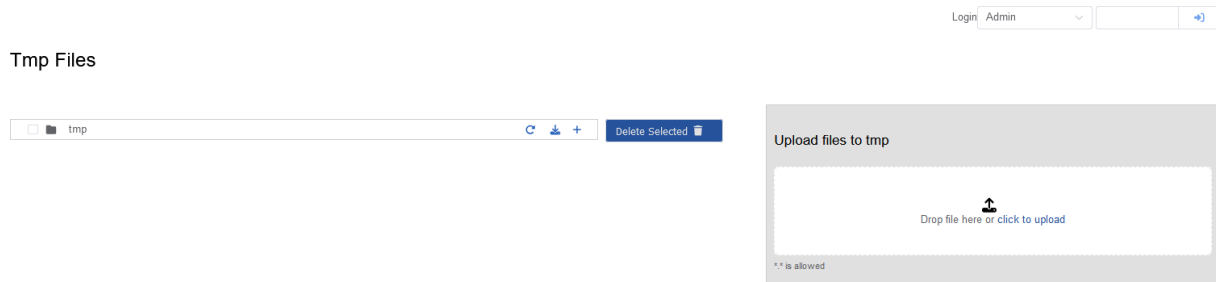 Login Admin
Tmp Files
tmp
Delete Selected
Upload files to tmp
Drop file here or click to upload
*.* is allowed